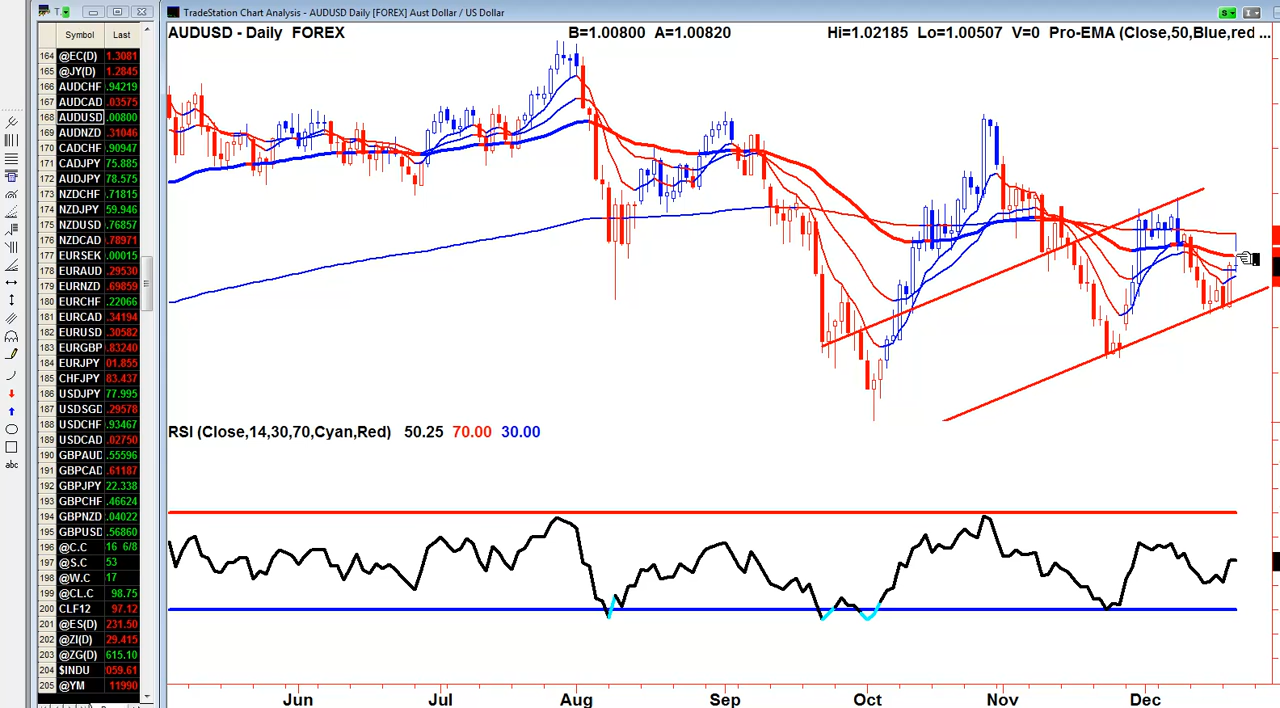 T.
TradeStation Chart Analysis - AUDUSD Daily [FOREX] Aust Dollar / US Dollar
S
I
Symbol Last
AUDUSD - Daily FOREX B=1.00800 A=1.00820 Hi=1.02185 Lo=1.00507 V=0 Pro-EMA (Close,50,Blue,red ...
164 @EC(D) 1.3081
165 @JY(D) 1.2845
166 AUDCHF .94219
167 AUDCAD .03575
168 AUDUSD .00800
169 AUDNZD .31046
170 CADCHF .90947
171 CADJPY 75.885
172 AUDJPY 78.575
173 NZDCHF .71815
174 NZDJPY 59.946
175 NZDUSD .76857
176 NZDCAD .78971
177 EURSEK .00015
178 EURAUD .29530
179 EURNZD .69859
180 EURCHF .22066
181 EURCAD .34194
182 EURUSD .30582
183 EURGBP .83240
184 EURJPY 01.855
185 CHFJPY 83.437
186 USDJPY 77.995
187 USDSGD .29578
188 USDCHF .93467
189 USDCAD .02750
190 GBPAUD .55596
191 GBPCAD .61187
192 GBPJPY 22.338
193 GBPCHF .46624
194 GBPNZD .04022
195 GBPUSD .56860
196 @C.C 16 6/8
197 @S.C 53
198 @W.C 17
199 @CL.C 98.75
200 CLF12 97.12
201 @ES(D) 231.50
202 @ZI(D) 29.415
203 @ZG(D) 615.10
204 $INDU 059.61
205 @YM 11990
abc
RSI (Close,14,30,70,Cyan,Red) 50.25 70.00 30.00
Jun Jul Aug Sep Oct Nov Dec